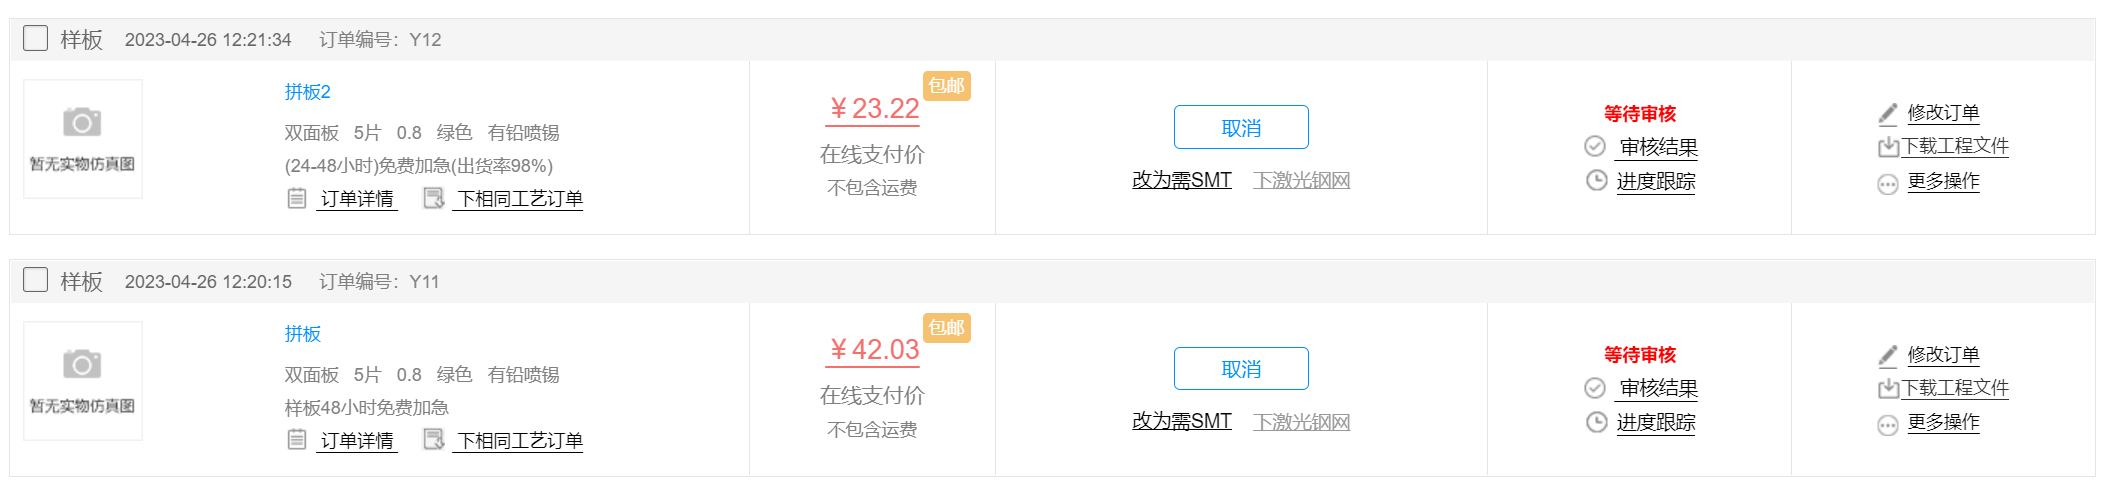 样板 2023-04-26 12:21:34 订单编号：Y12
暂无实物仿真图
拼板2
双面板 5片 0.8 绿色 有铅喷锡
(24-48小时)免费加急(出货率98%)
订单详情 下相同工艺订单
包邮
￥23.22
在线支付价
不包含运费
取消
改为需SMT 下激光钢网
等待审核
审核结果
进度跟踪
修改订单
下载工程文件
更多操作
样板 2023-04-26 12:20:15 订单编号：Y11
暂无实物仿真图
拼板
双面板 5片 0.8 绿色 有铅喷锡
样板48小时免费加急
订单详情 下相同工艺订单
包邮
￥42.03
在线支付价
不包含运费
取消
改为需SMT 下激光钢网
等待审核
审核结果
进度跟踪
修改订单
下载工程文件
更多操作